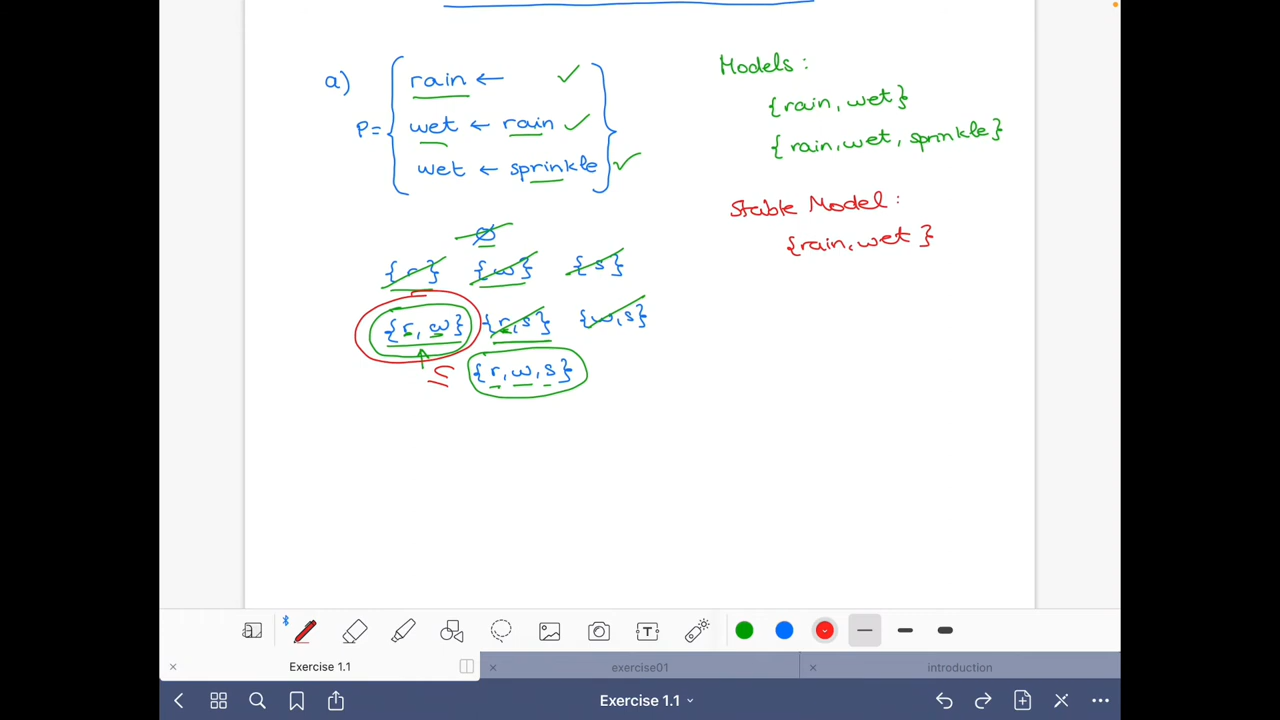 a)
P= { rain ←
wet ← rain
wet ← sprinkle }
∅
{r} {w} {s}
{r, w} {r,s} {w,s}
⊆ {r, w, s}
Models :
{rain, wet}
{rain, wet, sprinkle}
Stable Model :
{rain, wet}
T
Exercise 1.1
exercise01
introduction
Exercise 1.1